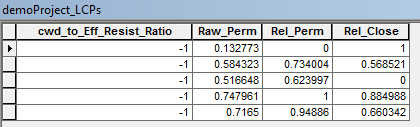 demoProject_LCPs
cwd_to_Eff_Resist_Ratio Raw_Perm Rel_Perm Rel_Close
-1 0.132773 0 1
-1 0.584323 0.734004 0.568521
-1 0.516648 0.623997 0
-1 0.747961 1 0.884988
-1 0.7165 0.94886 0.660342